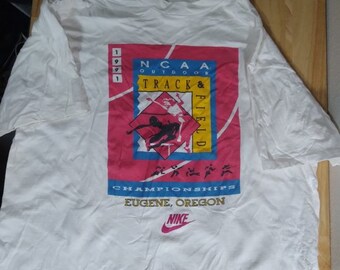 1991
NCAA
OUTDOOR
TRACK &
FIELD
CHAMPIONSHIPS
EUGENE, OREGON
NIKE